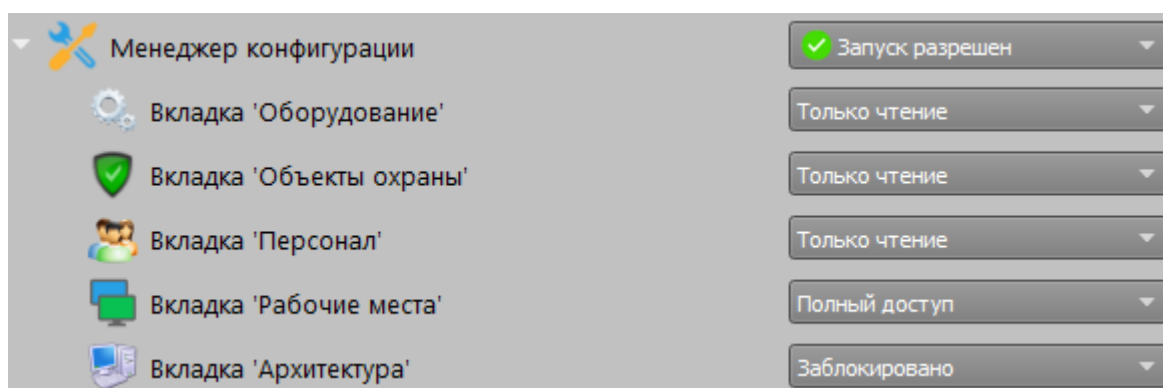 Менеджер конфигурации Запуск разрешен
Вкладка 'Оборудование' Только чтение
Вкладка 'Объекты охраны' Только чтение
Вкладка 'Персонал' Только чтение
Вкладка 'Рабочие места' Полный доступ
Вкладка 'Архитектура' Заблокировано